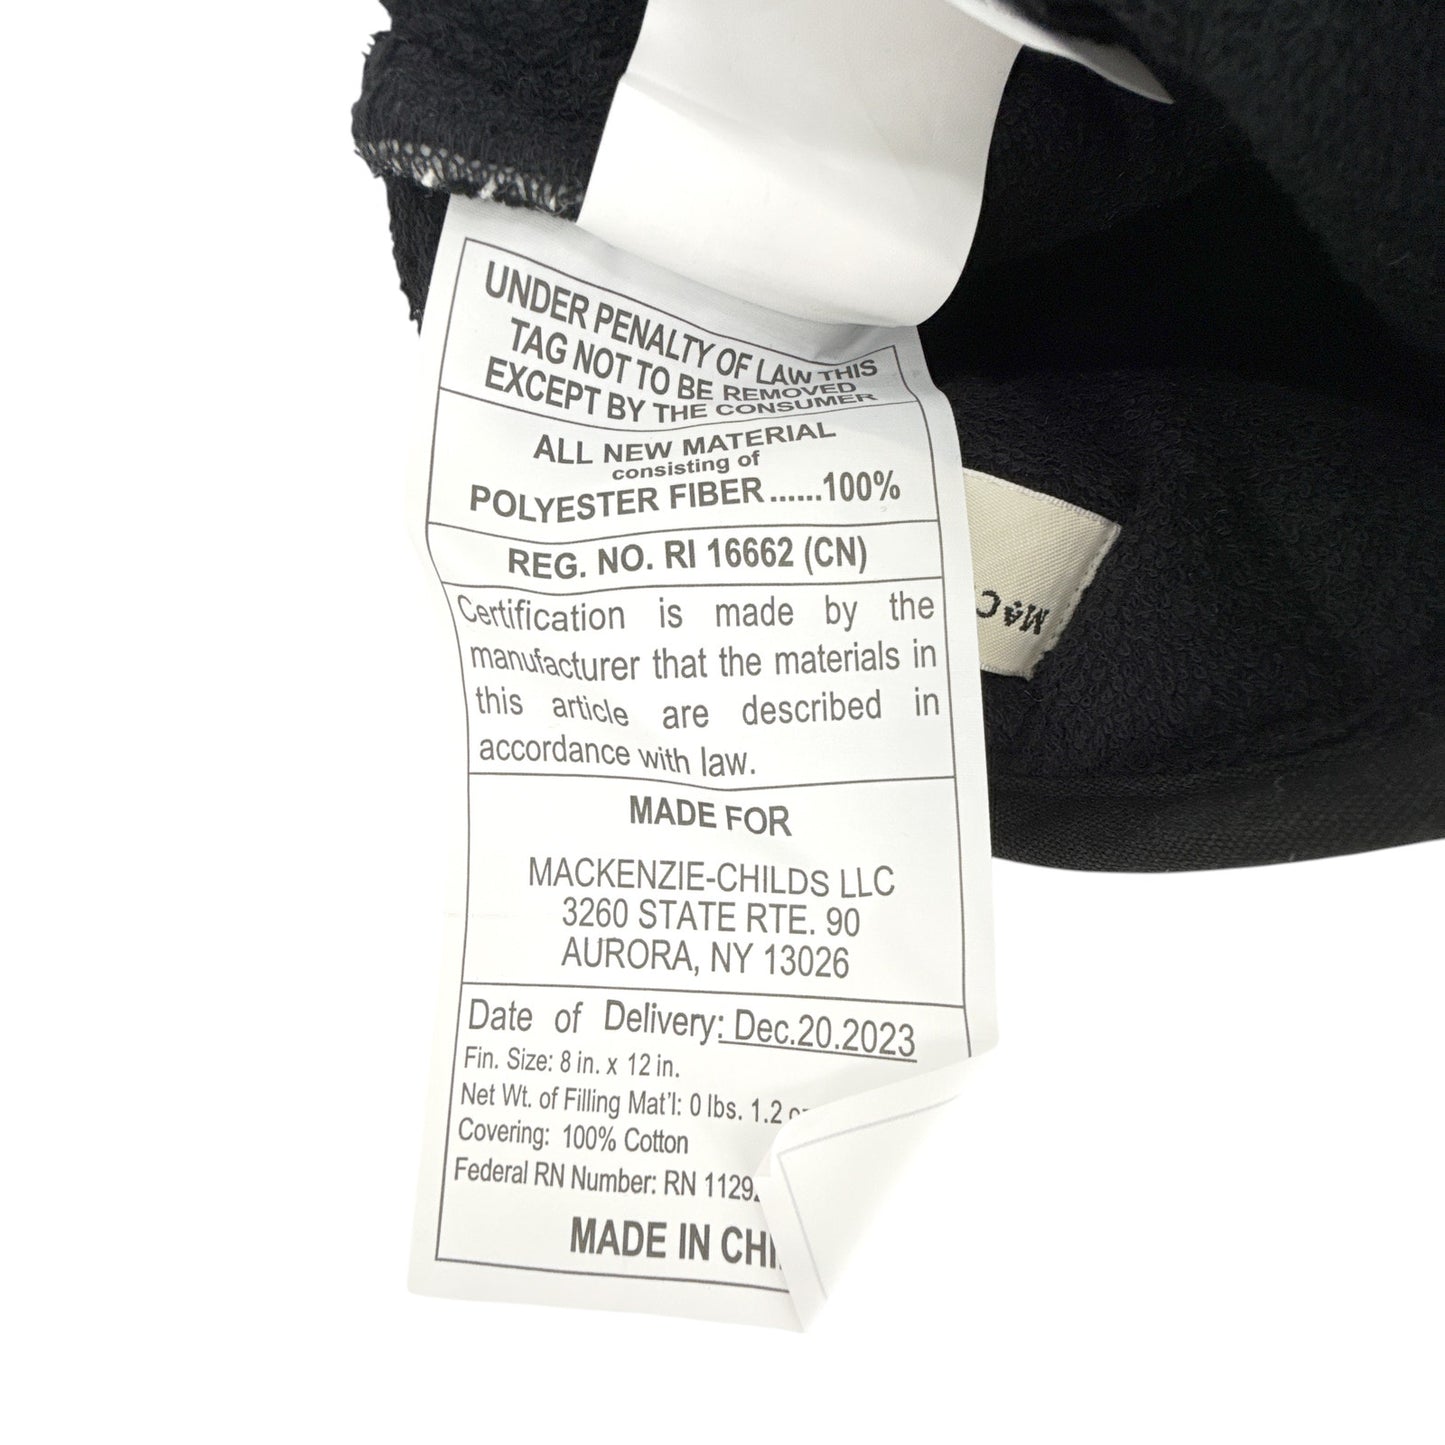 UNDER PENALTY OF LAW THIS
TAG NOT TO BE REMOVED
EXCEPT BY THE CONSUMER
ALL NEW MATERIAL
consisting of
POLYESTER FIBER ......100%
REG. NO. RI 16662 (CN)
Certification is made by the
manufacturer that the materials in
this article are described in
accordance with law.
MADE FOR
MACKENZIE-CHILDS LLC
3260 STATE RTE. 90
AURORA, NY 13026
Date of Delivery: Dec.20.2023
Fin. Size: 8 in. x 12 in.
Net Wt. of Filling Mat'l: 0 lbs. 1.2
Covering: 100% Cotton
Federal RN Number: RN 1129
MADE IN CHI
MAC